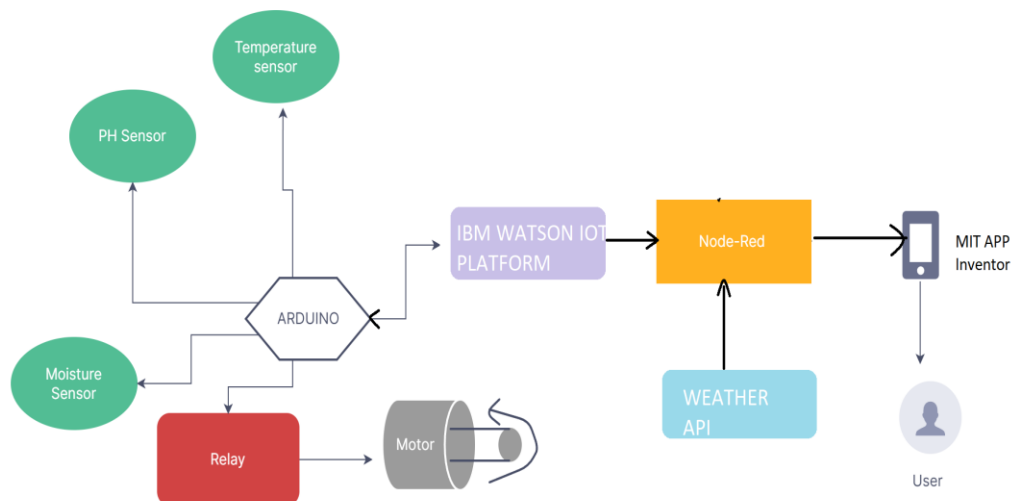 Temperature
sensor
PH Sensor
IBM WATSON IOT
PLATFORM
Node-Red
MIT APP
Inventor
ARDUINO
Moisture
Sensor
WEATHER
API
Relay
Motor
User